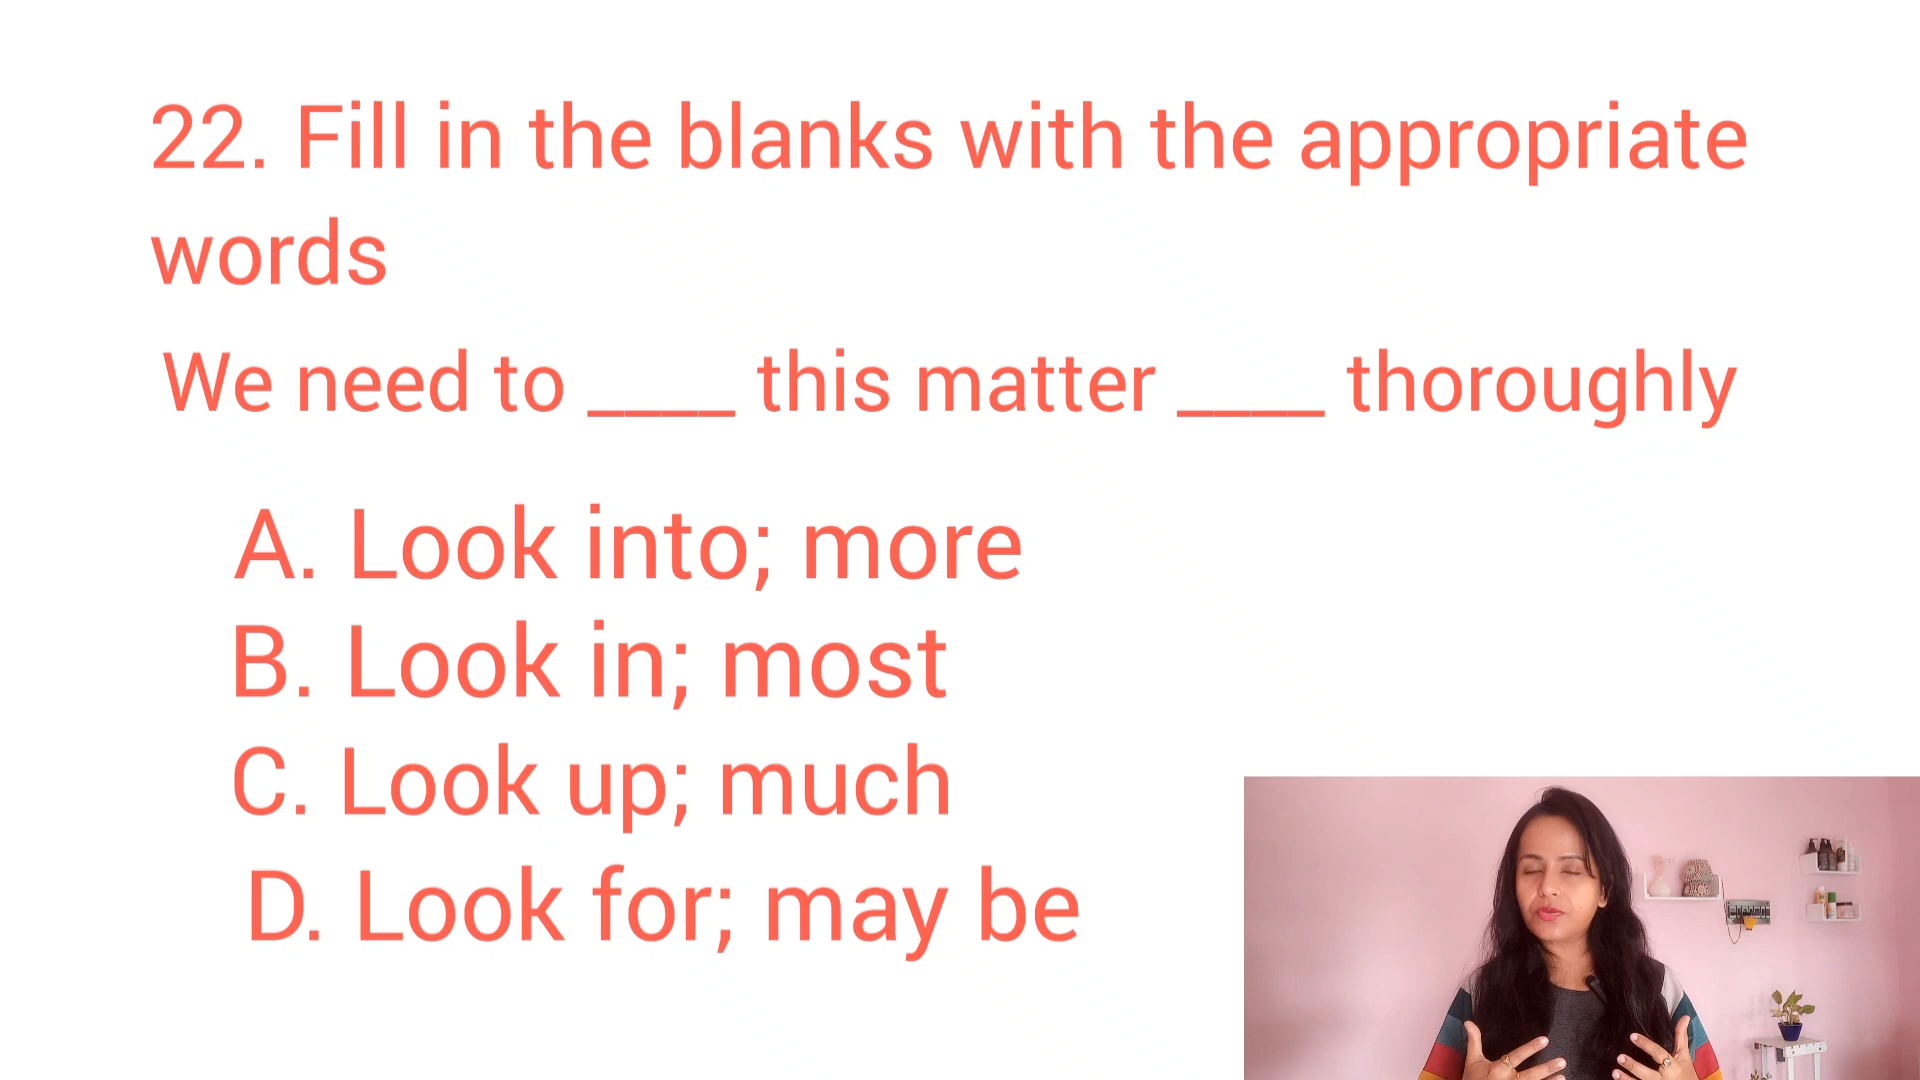 22. Fill in the blanks with the appropriate
words
We need to ____ this matter ____ thoroughly
A. Look into; more
B. Look in; most
C. Look up; much
D. Look for; may be